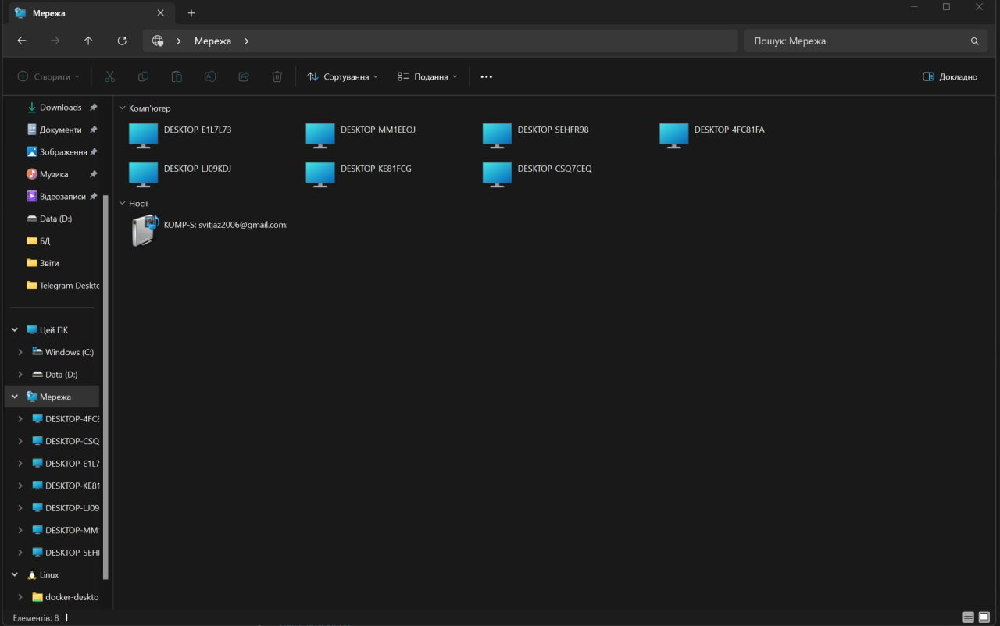 Мережа
Мережа
Пошук: Мережа
Створити
Сортування
Подання
Докладно
Downloads
Документи
Зображення
Музика
Відеозаписи
Data (D:)
БД
Звіти
Telegram Deskto
Цей ПК
Windows (C:)
Data (D:)
Мережа
DESKTOP-4FC8
DESKTOP-CSQ
DESKTOP-E1L7
DESKTOP-KE81
DESKTOP-LJ09
DESKTOP-MM1
DESKTOP-SEHI
Linux
docker-deskto
Комп'ютер
DESKTOP-E1L7L73
DESKTOP-MM1EEOJ
DESKTOP-SEHFR98
DESKTOP-4FC81FA
DESKTOP-LJ09KDJ
DESKTOP-KE81FCG
DESKTOP-CSQ7CEQ
Носії
KOMP-S: svitjaz2006@gmail.com:
Елементів: 8